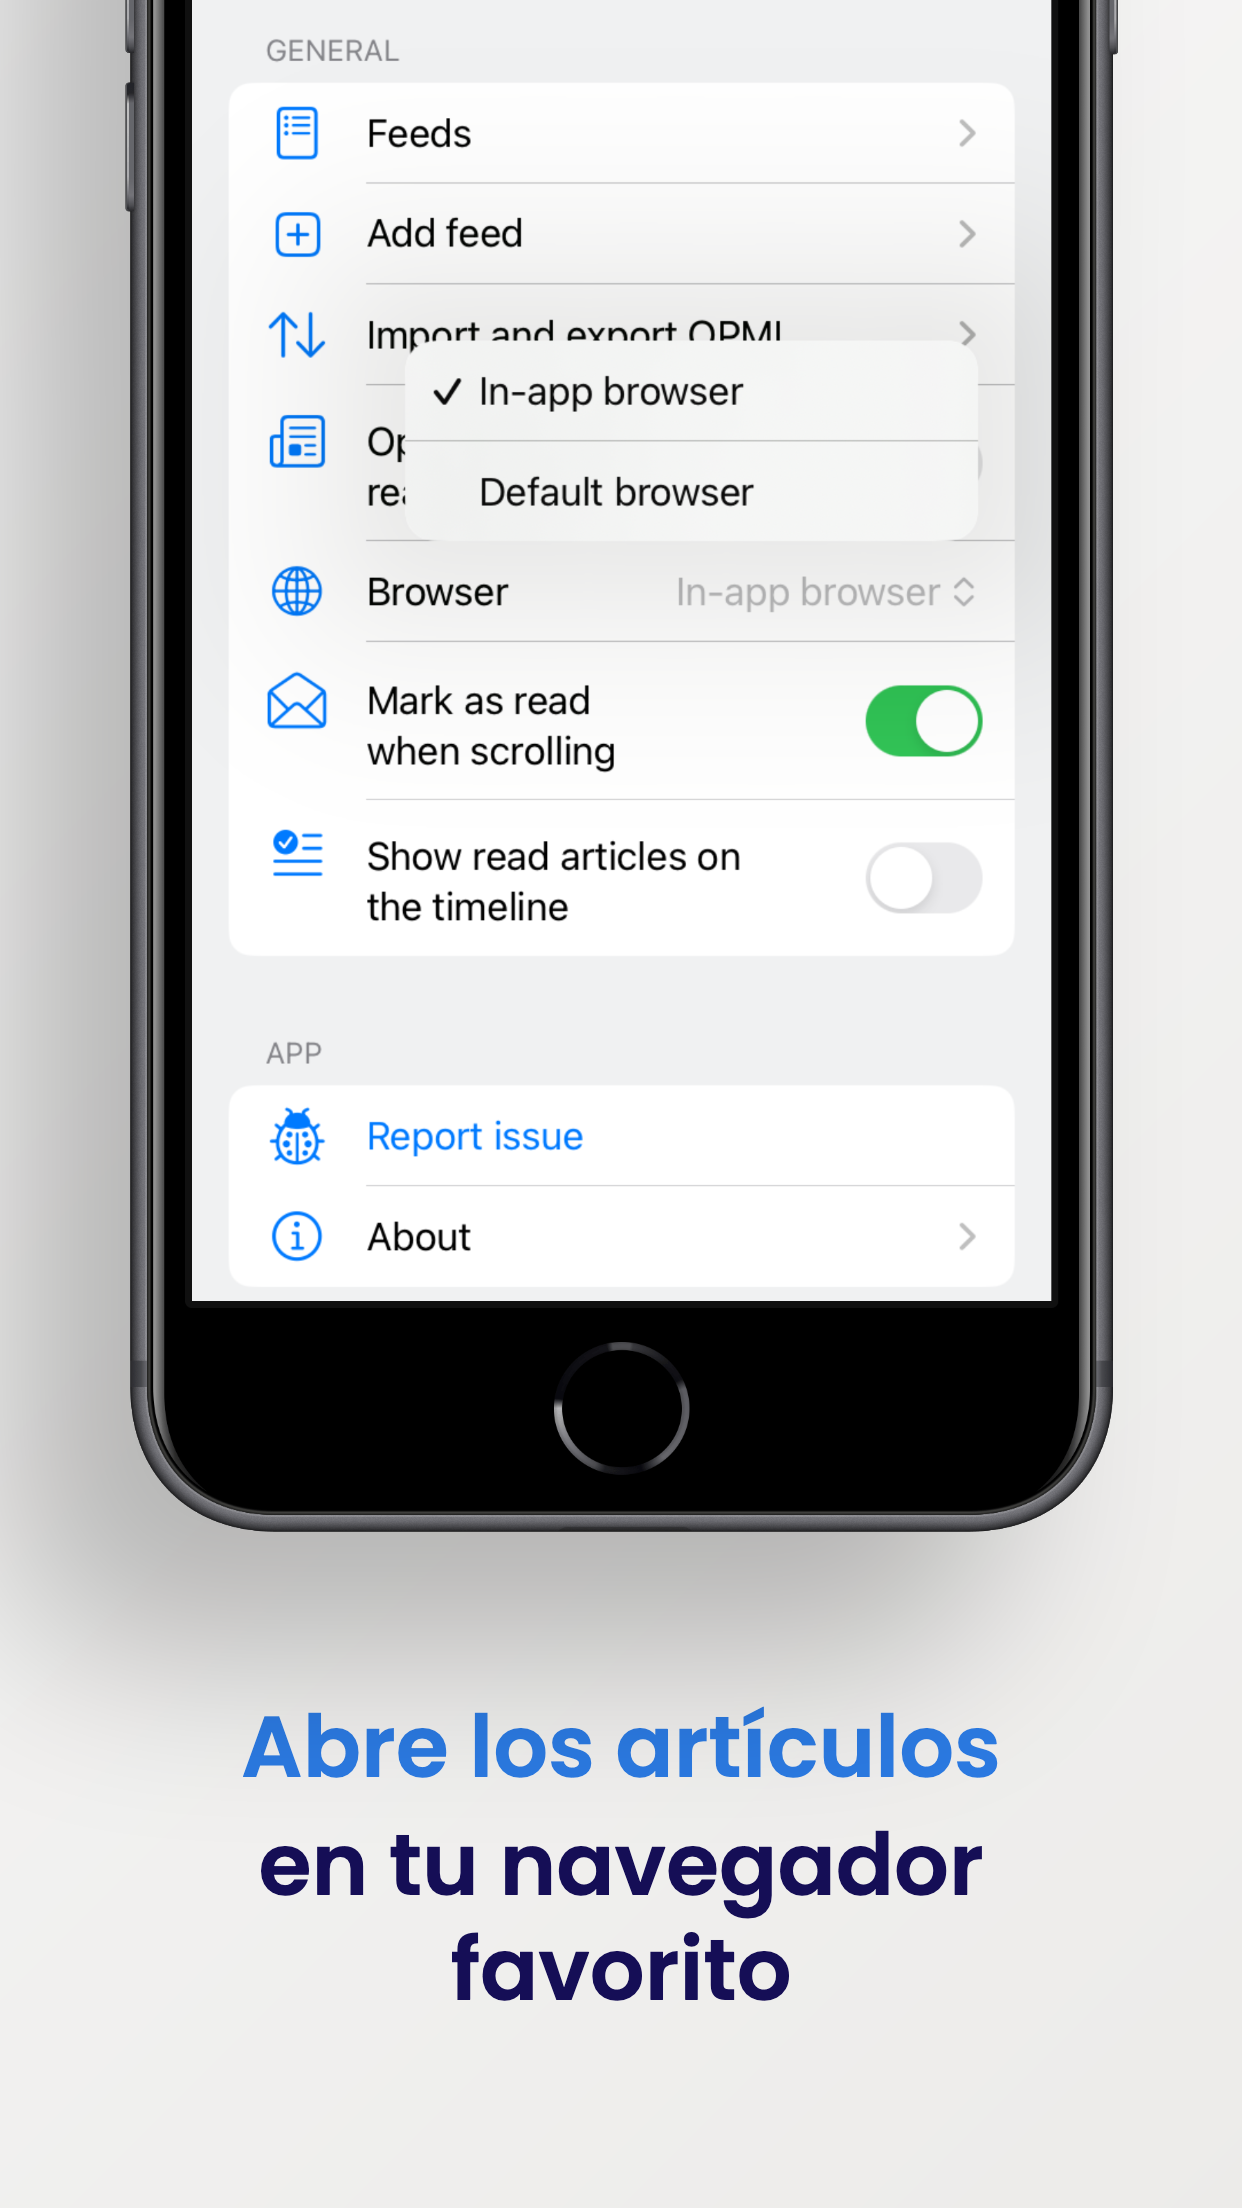 GENERAL
Feeds
Add feed
Import and export OPML
In-app browser
Default browser
Browser
In-app browser
Mark as read
when scrolling
Show read articles on
the timeline
APP
Report issue
About
Abre los artículos
en tu navegador
favorito